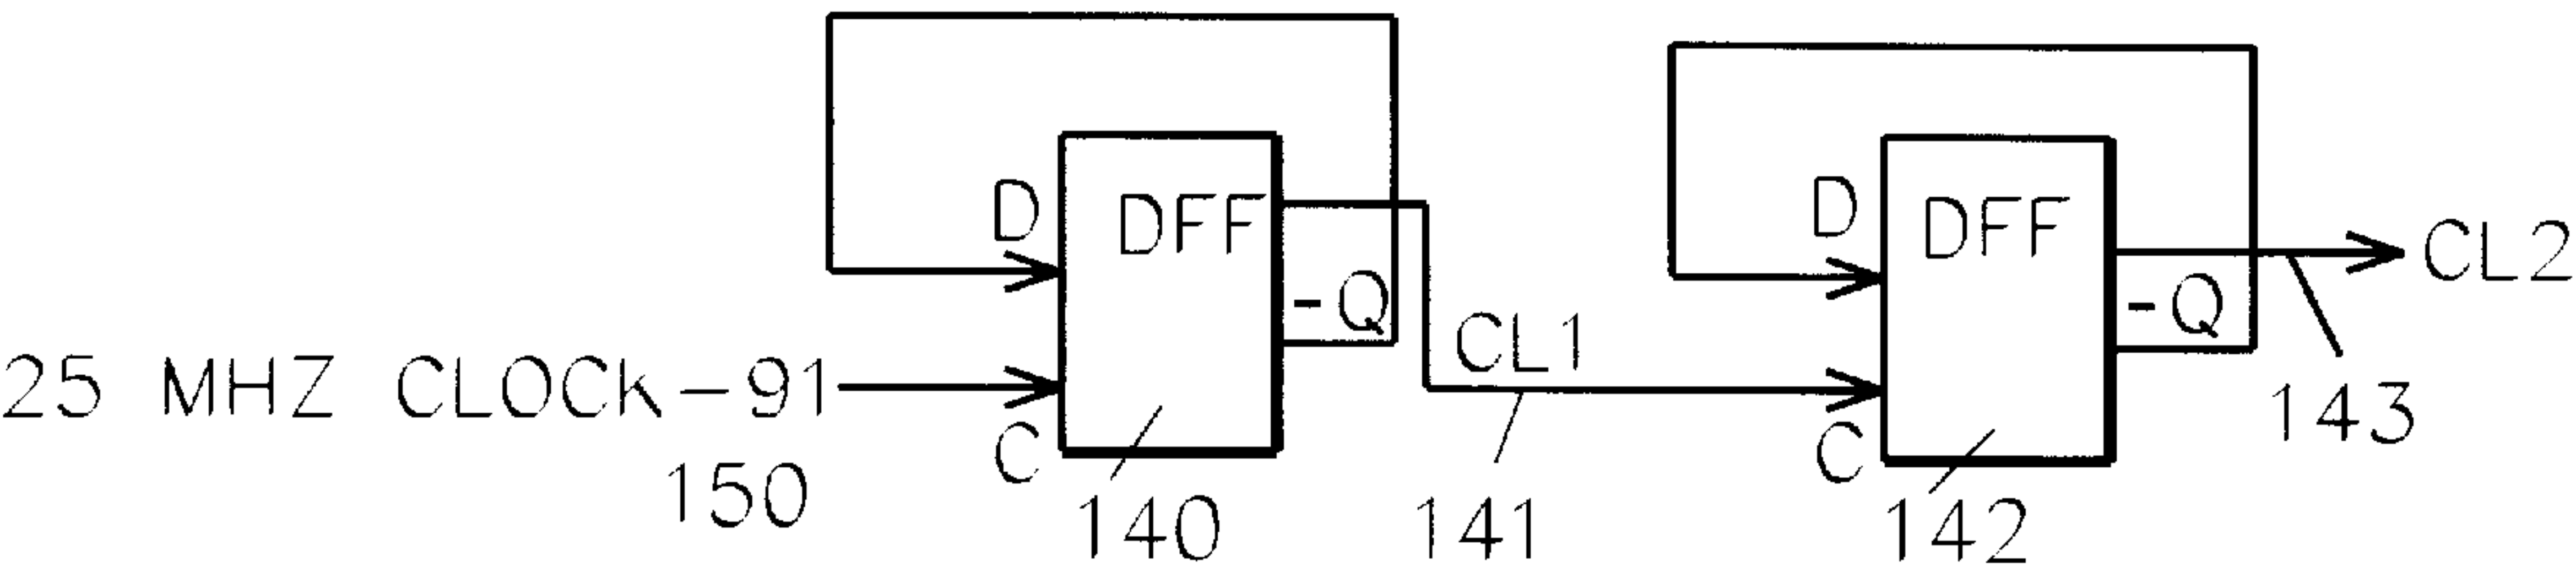 D
DFF
-Q
25 MHZ CLOCK-91
C
150
140
CL1
141
D
DFF
-Q
C
142
CL2
143